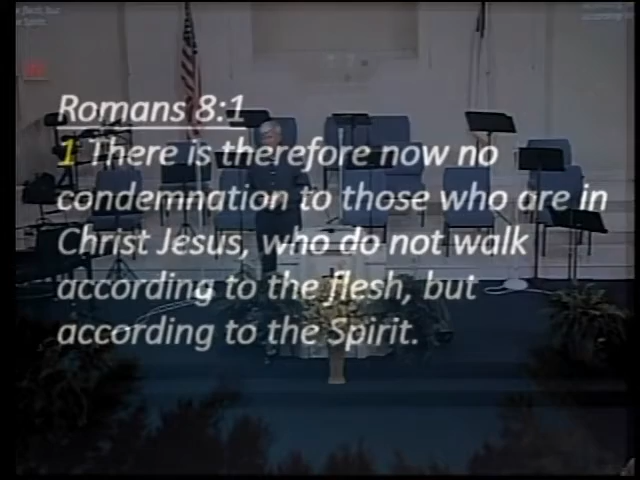 Romans 8:1
1 There is therefore now no
condemnation to those who are in
Christ Jesus, who do not walk
according to the flesh, but
according to the Spirit.